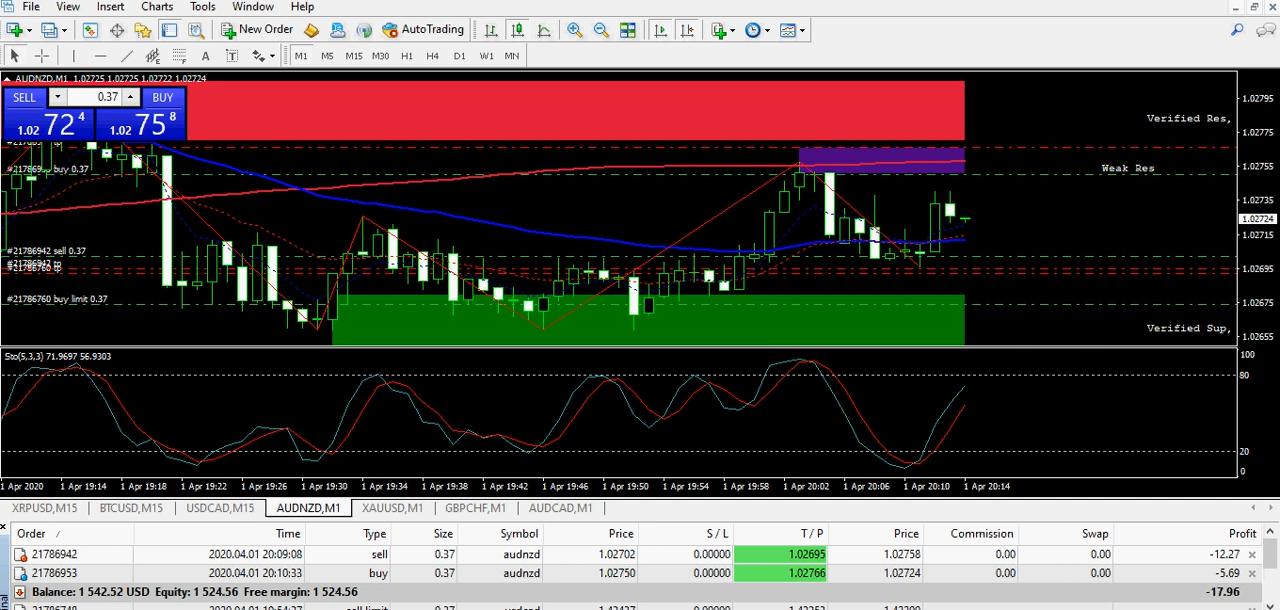 File View Insert Charts Tools Window Help
New Order AutoTrading
M1 M5 M15 M30 H1 H4 D1 W1 MN
AUDNZD,M1 1.02725 1.02725 1.02722 1.02724
SELL 0.37 BUY
1.02 72 4 1.02 75 8
1.02795
Verified Res,
1.02775
1.02755
buy 0.37
Weak Res
1.02735
1.02724
1.02715
#21786942 sell 0.37
1.02695
#21786942 tp
#21786760 tp
#21786760 buy limit 0.37
1.02675
Verified Sup,
1.02655
Sto(5,3,3) 71.9697 56.9303
100
80
20
0
1 Apr 2020 1 Apr 19:14 1 Apr 19:18 1 Apr 19:22 1 Apr 19:26 1 Apr 19:30 1 Apr 19:34 1 Apr 19:38 1 Apr 19:42 1 Apr 19:46 1 Apr 19:50 1 Apr 19:54 1 Apr 19:58 1 Apr 20:02 1 Apr 20:06 1 Apr 20:10 1 Apr 20:14
XRPUSD,M15 BTCUSD,M15 USDCAD,M15 AUDNZD,M1 XAUUSD,M1 GBPCHF,M1 AUDCAD,M1
Order / Time Type Size Symbol Price S / L T / P Price Commission Swap Profit
21786942 2020.04.01 20:09:08 sell 0.37 audnzd 1.02702 0.00000 1.02695 1.02758 0.00 0.00 -12.27
21786953 2020.04.01 20:10:33 buy 0.37 audnzd 1.02750 0.00000 1.02766 1.02724 0.00 0.00 -5.69
Balance: 1 542.52 USD Equity: 1 524.56 Free margin: 1 524.56 -17.96